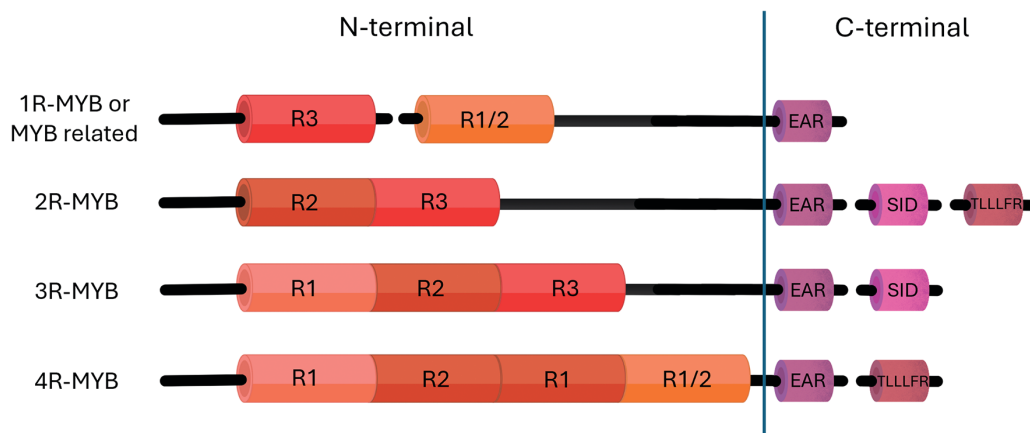 N-terminal C-terminal
1R-MYB or
MYB related
R3 R1/2 EAR
2R-MYB R2 R3 EAR SID TLLLFR
3R-MYB R1 R2 R3 EAR SID
4R-MYB R1 R2 R1 R1/2 EAR TLLLFR